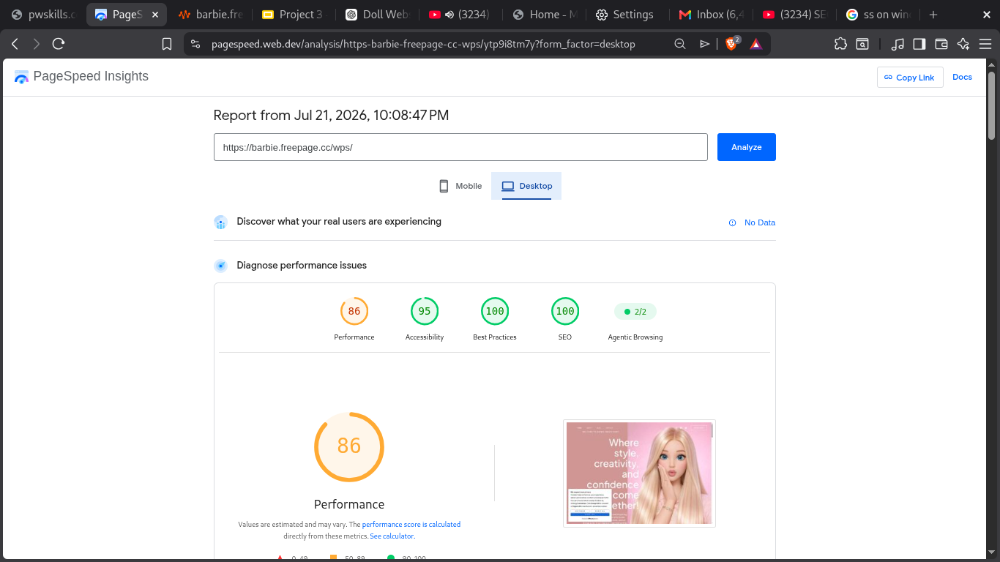 pwskills.c
PageS
barbie.fre
Project 3
Doll Web
(3234)
Home - M
Settings
Inbox (6,4
(3234) SE
ss on win
pagespeed.web.dev/analysis/https-barbie-freepage-cc-wps/ytp9i8tm7y?form_factor=desktop
2
PageSpeed Insights
Copy Link
Docs
Report from Jul 21, 2026, 10:08:47 PM
https://barbie.freepage.cc/wps/
Analyze
Mobile
Desktop
Discover what your real users are experiencing
No Data
Diagnose performance issues
86
95
100
100
2/2
Performance
Accessibility
Best Practices
SEO
Agentic Browsing
86
Performance
Values are estimated and may vary. The performance score is calculated
directly from these metrics. See calculator.
0–49
50–89
90–100
Where
style,
creativity,
and
confidence
come
ether!